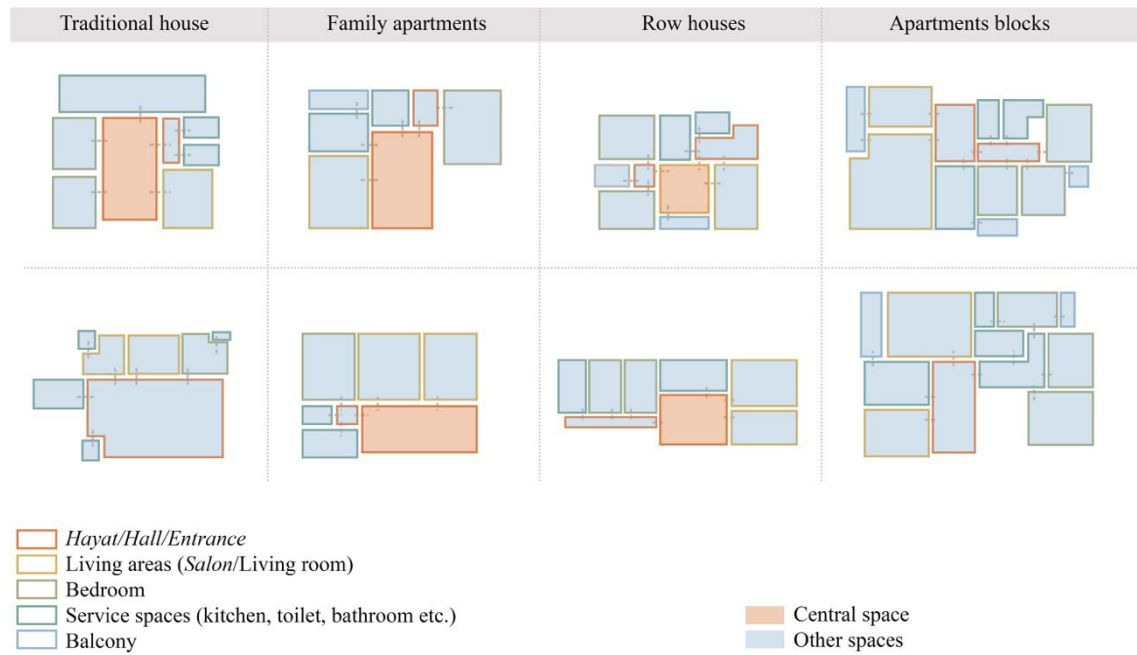 Traditional house
Family apartments
Row houses
Apartments blocks
Hayat/Hall/Entrance
Living areas (Salon/Living room)
Bedroom
Service spaces (kitchen, toilet, bathroom etc.)
Balcony
Central space
Other spaces